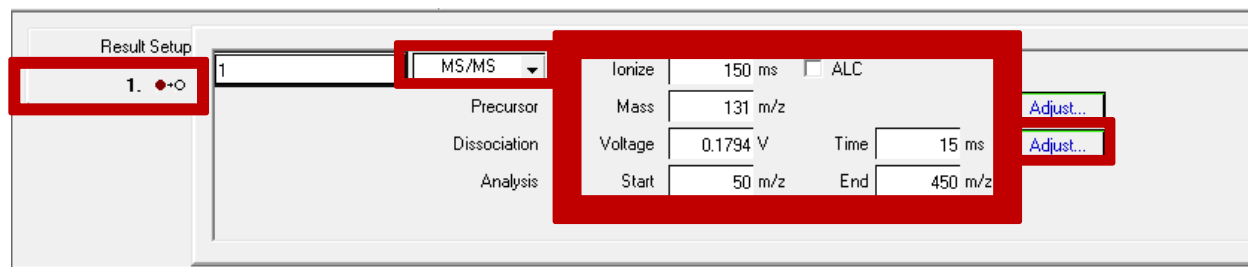 Result Setup
1.
1 MS/MS Ionize 150 ms ALC
Precursor Mass 131 m/z Adjust...
Dissociation Voltage 0.1794 V Time 15 ms Adjust...
Analysis Start 50 m/z End 450 m/z